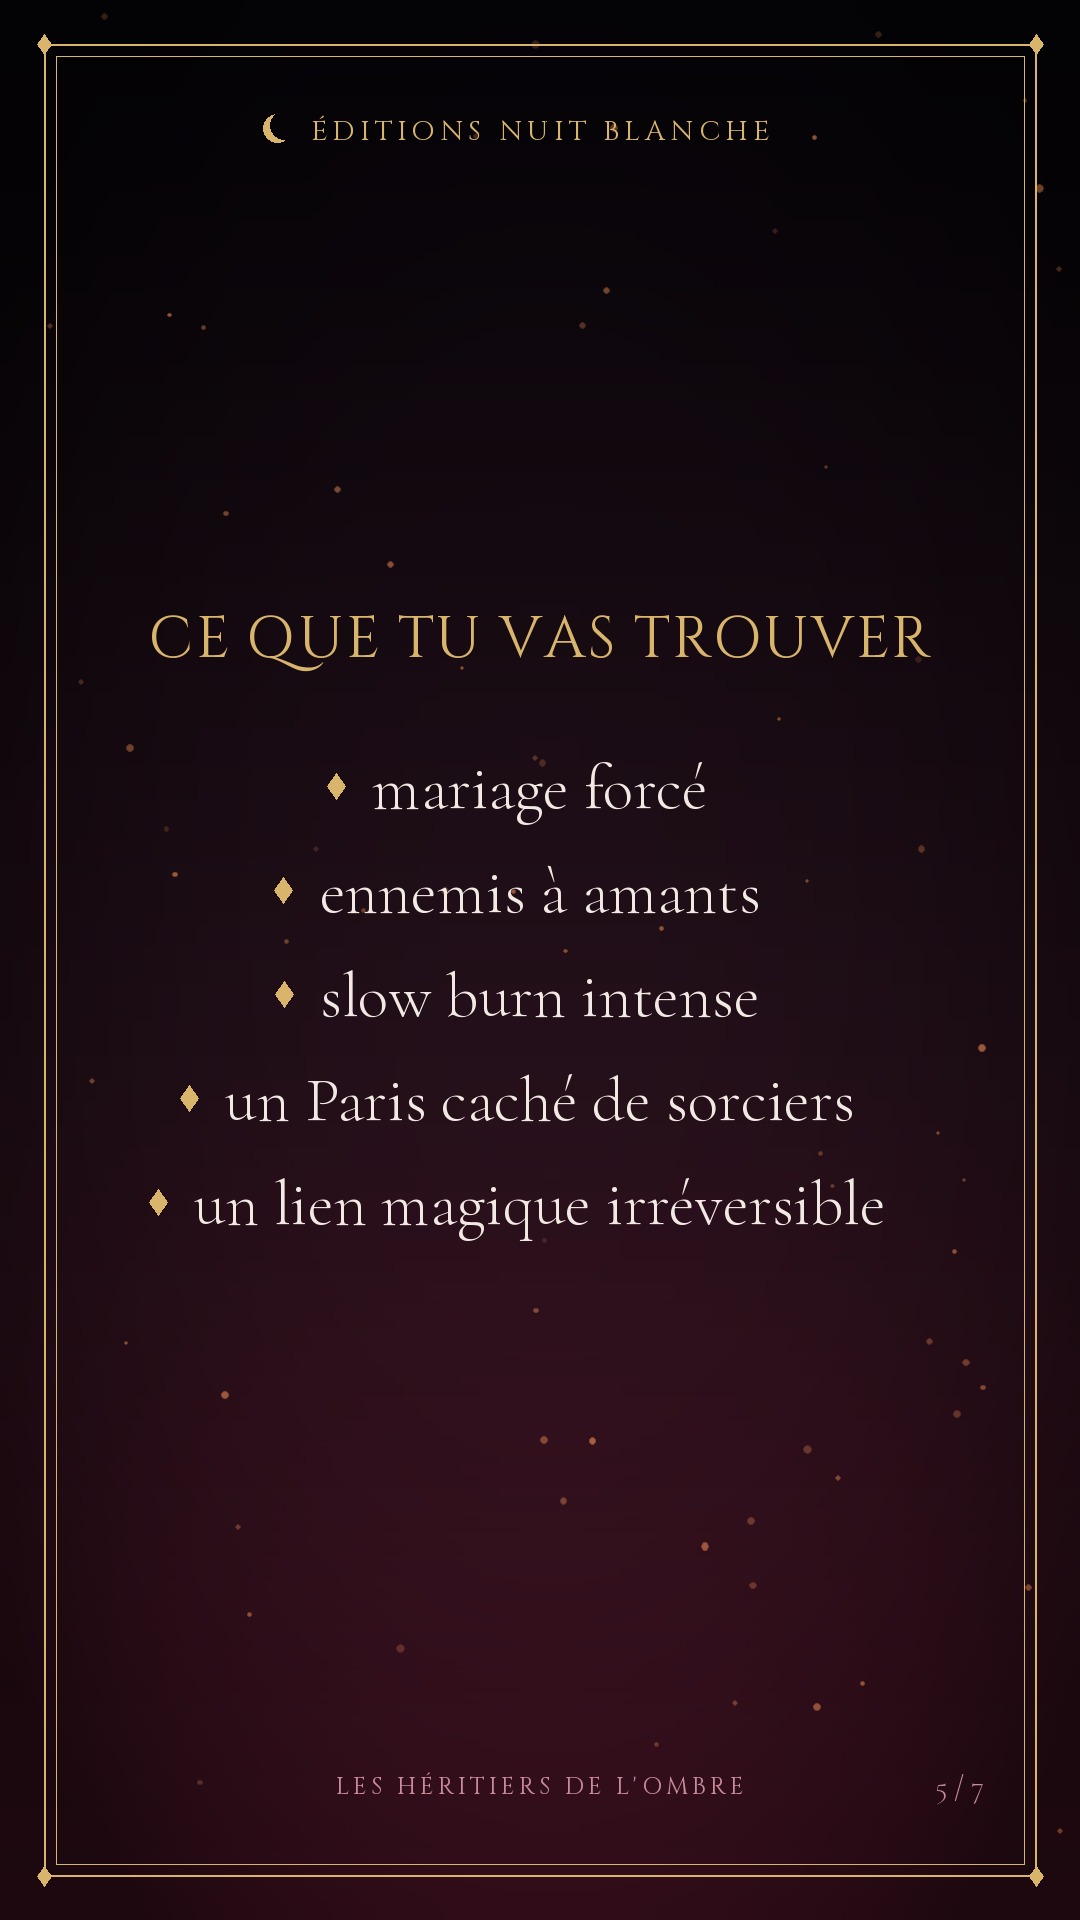 ÉDITIONS NUIT BLANCHE
CE QUE TU VAS TROUVER
mariage forcé
ennemis à amants
slow burn intense
un Paris caché de sorciers
un lien magique irréversible
LES HÉRITIERS DE L'OMBRE
5/7